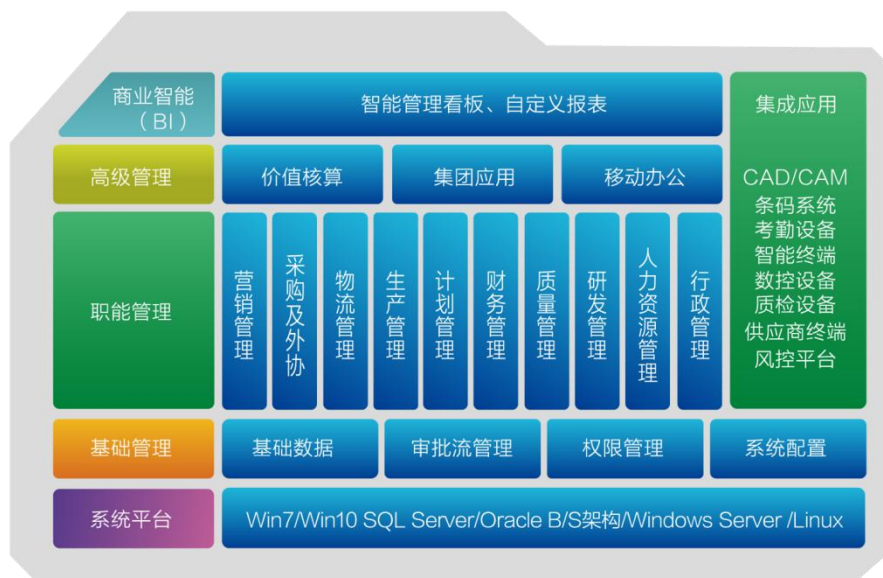 商业智能
（BI）
智能管理看板、自定义报表
高级管理
价值核算
集团应用
移动办公
职能管理
营销管理
采购及外协
物流管理
生产管理
计划管理
财务管理
质量管理
研发管理
人力资源管理
行政管理
集成应用
CAD/CAM
条码系统
考勤设备
智能终端
数控设备
质检设备
供应商终端
风控平台
基础管理
基础数据
审批流管理
权限管理
系统配置
系统平台
Win7/Win10 SQL Server/Oracle B/S架构/Windows Server /Linux